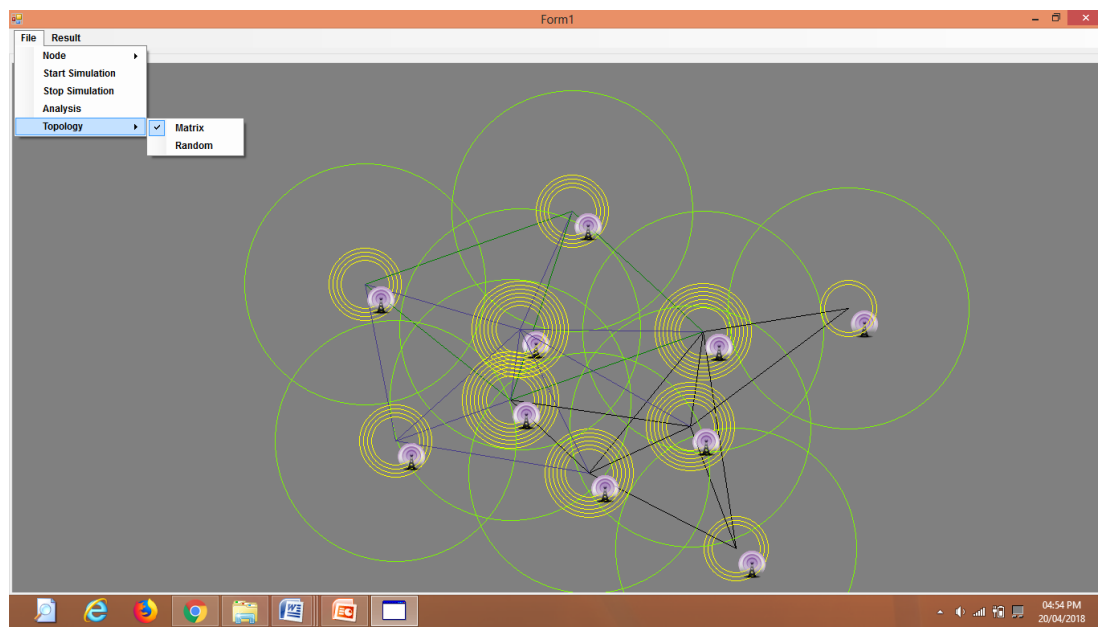 Form1
File Result
Node
Start Simulation
Stop Simulation
Analysis
Topology
Matrix
Random
04:54 PM
20/04/2018